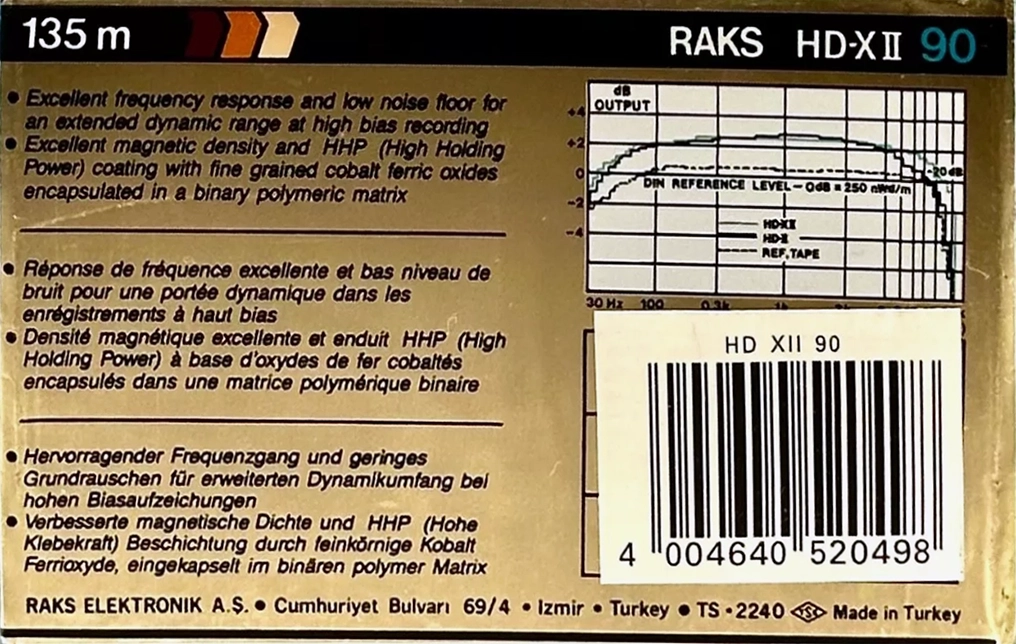 135 m RAKS HD-X II 90
• Excellent frequency response and low noise floor for
an extended dynamic range at high bias recording
• Excellent magnetic density and HHP (High Holding
Power) coating with fine grained cobalt ferric oxides
encapsulated in a binary polymeric matrix
• Réponse de fréquence excellente et bas niveau de
bruit pour une portée dynamique dans les
enrégistrements à haut bias
• Densité magnétique excellente et enduit HHP (High
Holding Power) à base d'oxydes de fer cobaltés
encapsulés dans une matrice polymérique binaire
• Hervorragender Frequenzgang und geringes
Grundrauschen für erweiterten Dynamikumfang bei
hohen Biasaufzeichungen
• Verbesserte magnetische Dichte und HHP (Hohe
Klebekraft) Beschichtung durch feinkörnige Kobalt
Ferrioxyde, eingekapselt im binären polymer Matrix
dB
OUTPUT
+4
+2
0
-2
-4
-20 dB
DIN REFERENCE LEVEL-0dB = 250 nWb/m
HD-XII
HD-II
REF. TAPE
30 Hz 100 0.3k 1k
HD XII 90
4 004640 520498
RAKS ELEKTRONIK A.Ş. • Cumhuriyet Bulvarı 69/4 • Izmir • Turkey • TS • 2240 TSE Made in Turkey